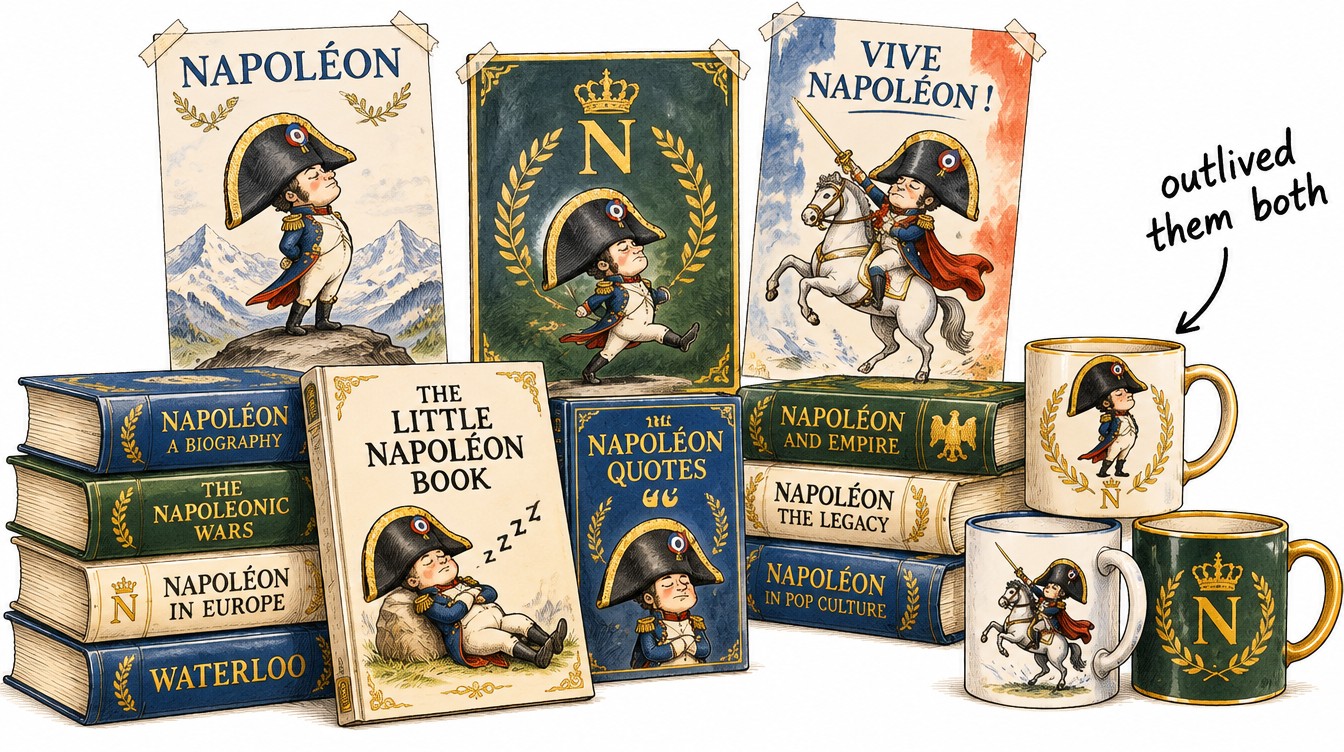 NAPOLÉON
N
VIVE
NAPOLÉON !
outlived
them both
NAPOLÉON
A BIOGRAPHY
THE
NAPOLEONIC
WARS
N
NAPOLÉON
IN EUROPE
WATERLOO
THE
LITTLE
NAPOLÉON
BOOK
zzzz
NAPOLÉON
QUOTES
“
NAPOLÉON
AND EMPIRE
NAPOLÉON
THE LEGACY
NAPOLÉON
IN POP CULTURE
N
N